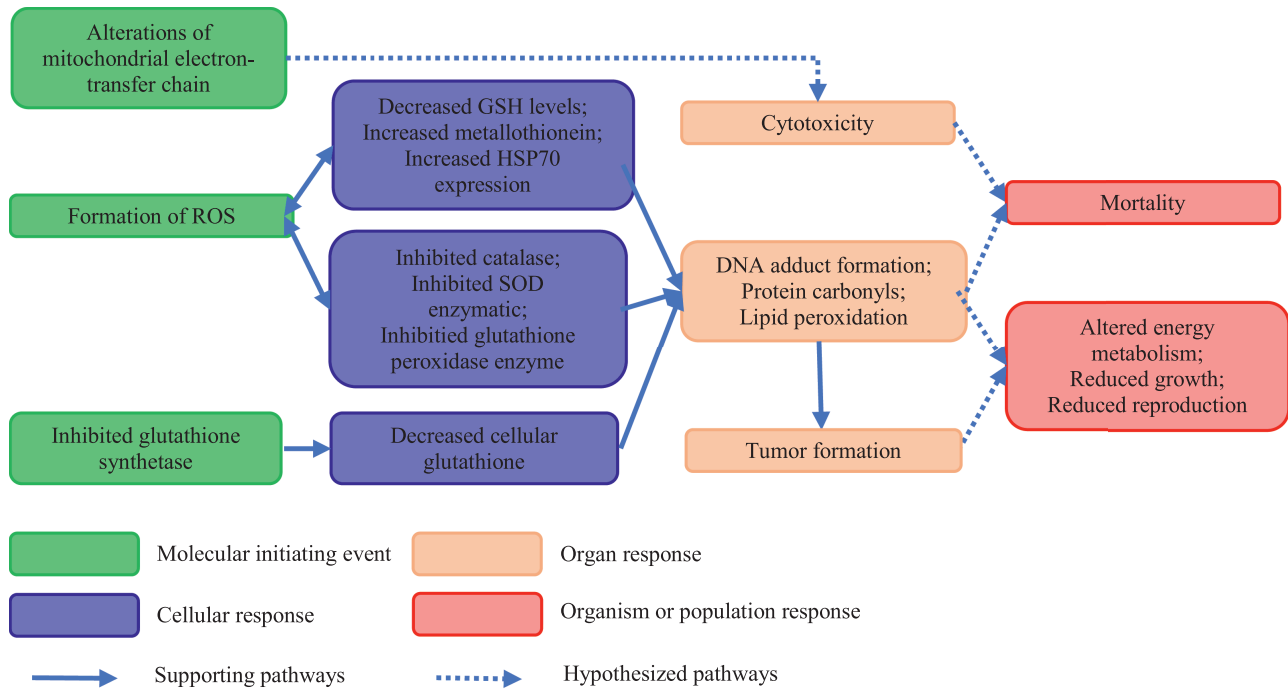 Alterations of
mitochondrial electron-
transfer chain
Decreased GSH levels;
Increased metallothionein;
Increased HSP70
expression
Cytotoxicity
Formation of ROS
Mortality
Inhibited catalase;
Inhibited SOD
enzymatic;
Inhibitied glutathione
peroxidase enzyme
DNA adduct formation;
Protein carbonyls;
Lipid peroxidation
Altered energy
metabolism;
Reduced growth;
Reduced reproduction
Inhibited glutathione
synthetase
Decreased cellular
glutathione
Tumor formation
Molecular initiating event
Organ response
Cellular response
Organism or population response
Supporting pathways
Hypothesized pathways